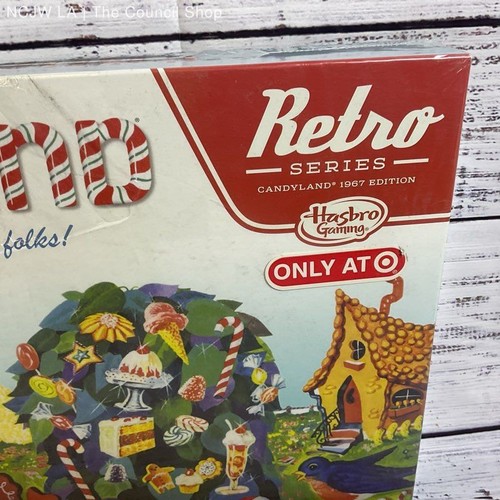 NCJW LA | The Council Shop
Retro
SERIES
CANDYLAND® 1967 EDITION
ND
folks!
Hasbro
Gaming
ONLY AT